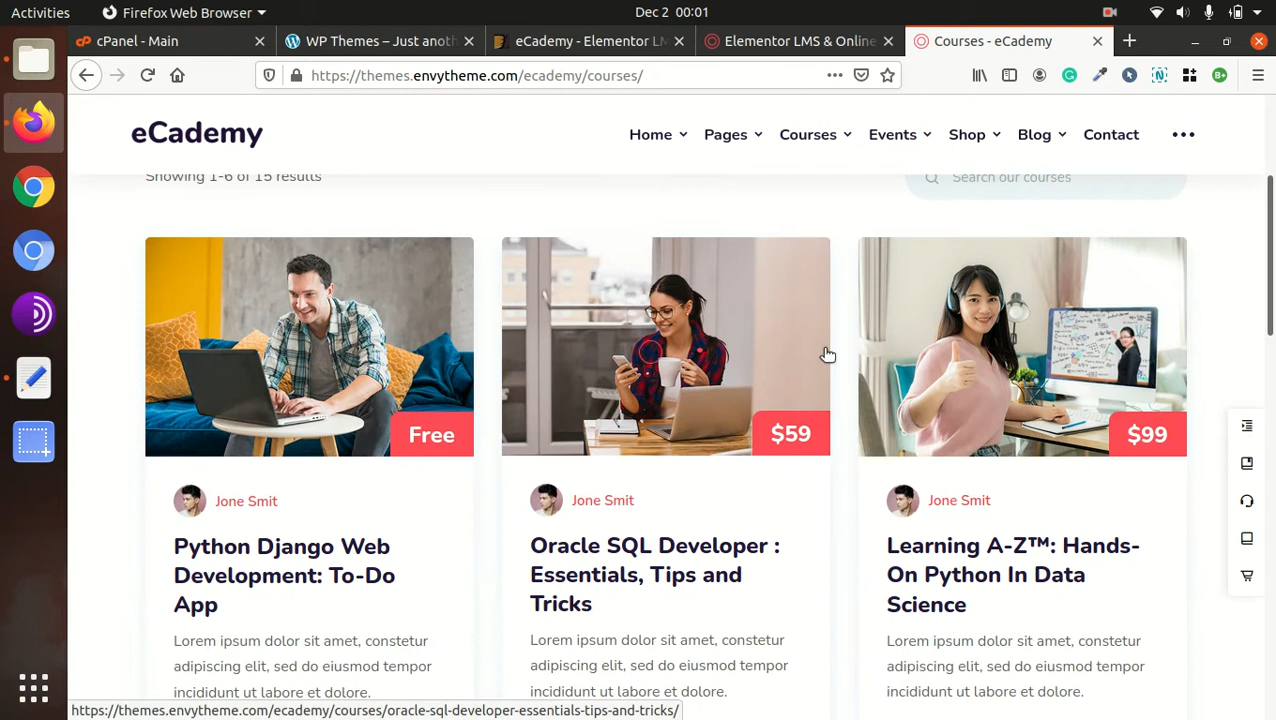 Activities Firefox Web Browser Dec 2 00:01
cPanel - Main WP Themes – Just anoth eCademy - Elementor LM Elementor LMS & Online Courses - eCademy
https://themes.envytheme.com/ecademy/courses/
eCademy Home Pages Courses Events Shop Blog Contact
Showing 1-6 of 15 results Search our courses
Free $59 $99
Jone Smit
Python Django Web
Development: To-Do
App
Lorem ipsum dolor sit amet, constetur
adipiscing elit, sed do eiusmod tempor
incididunt ut labore et dolore.
Jone Smit
Oracle SQL Developer :
Essentials, Tips and
Tricks
Lorem ipsum dolor sit amet, constetur
adipiscing elit, sed do eiusmod tempor
incididunt ut labore et dolore.
Jone Smit
Learning A-Z™: Hands-
On Python In Data
Science
Lorem ipsum dolor sit amet, constetur
adipiscing elit, sed do eiusmod tempor
incididunt ut labore et dolore.
https://themes.envytheme.com/ecademy/courses/oracle-sql-developer-essentials-tips-and-tricks/